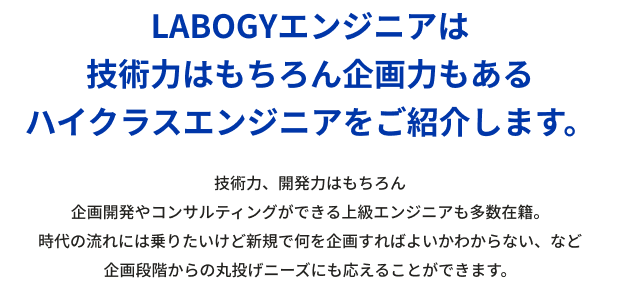 LABOGYエンジニアは
技術力はもちろん企画力もある
ハイクラスエンジニアをご紹介します。
技術力、開発力はもちろん
企画開発やコンサルティングができる上級エンジニアも多数在籍。
時代の流れには乗りたいけど新規で何を企画すればよいかわからない、など
企画段階からの丸投げニーズにも応えることができます。